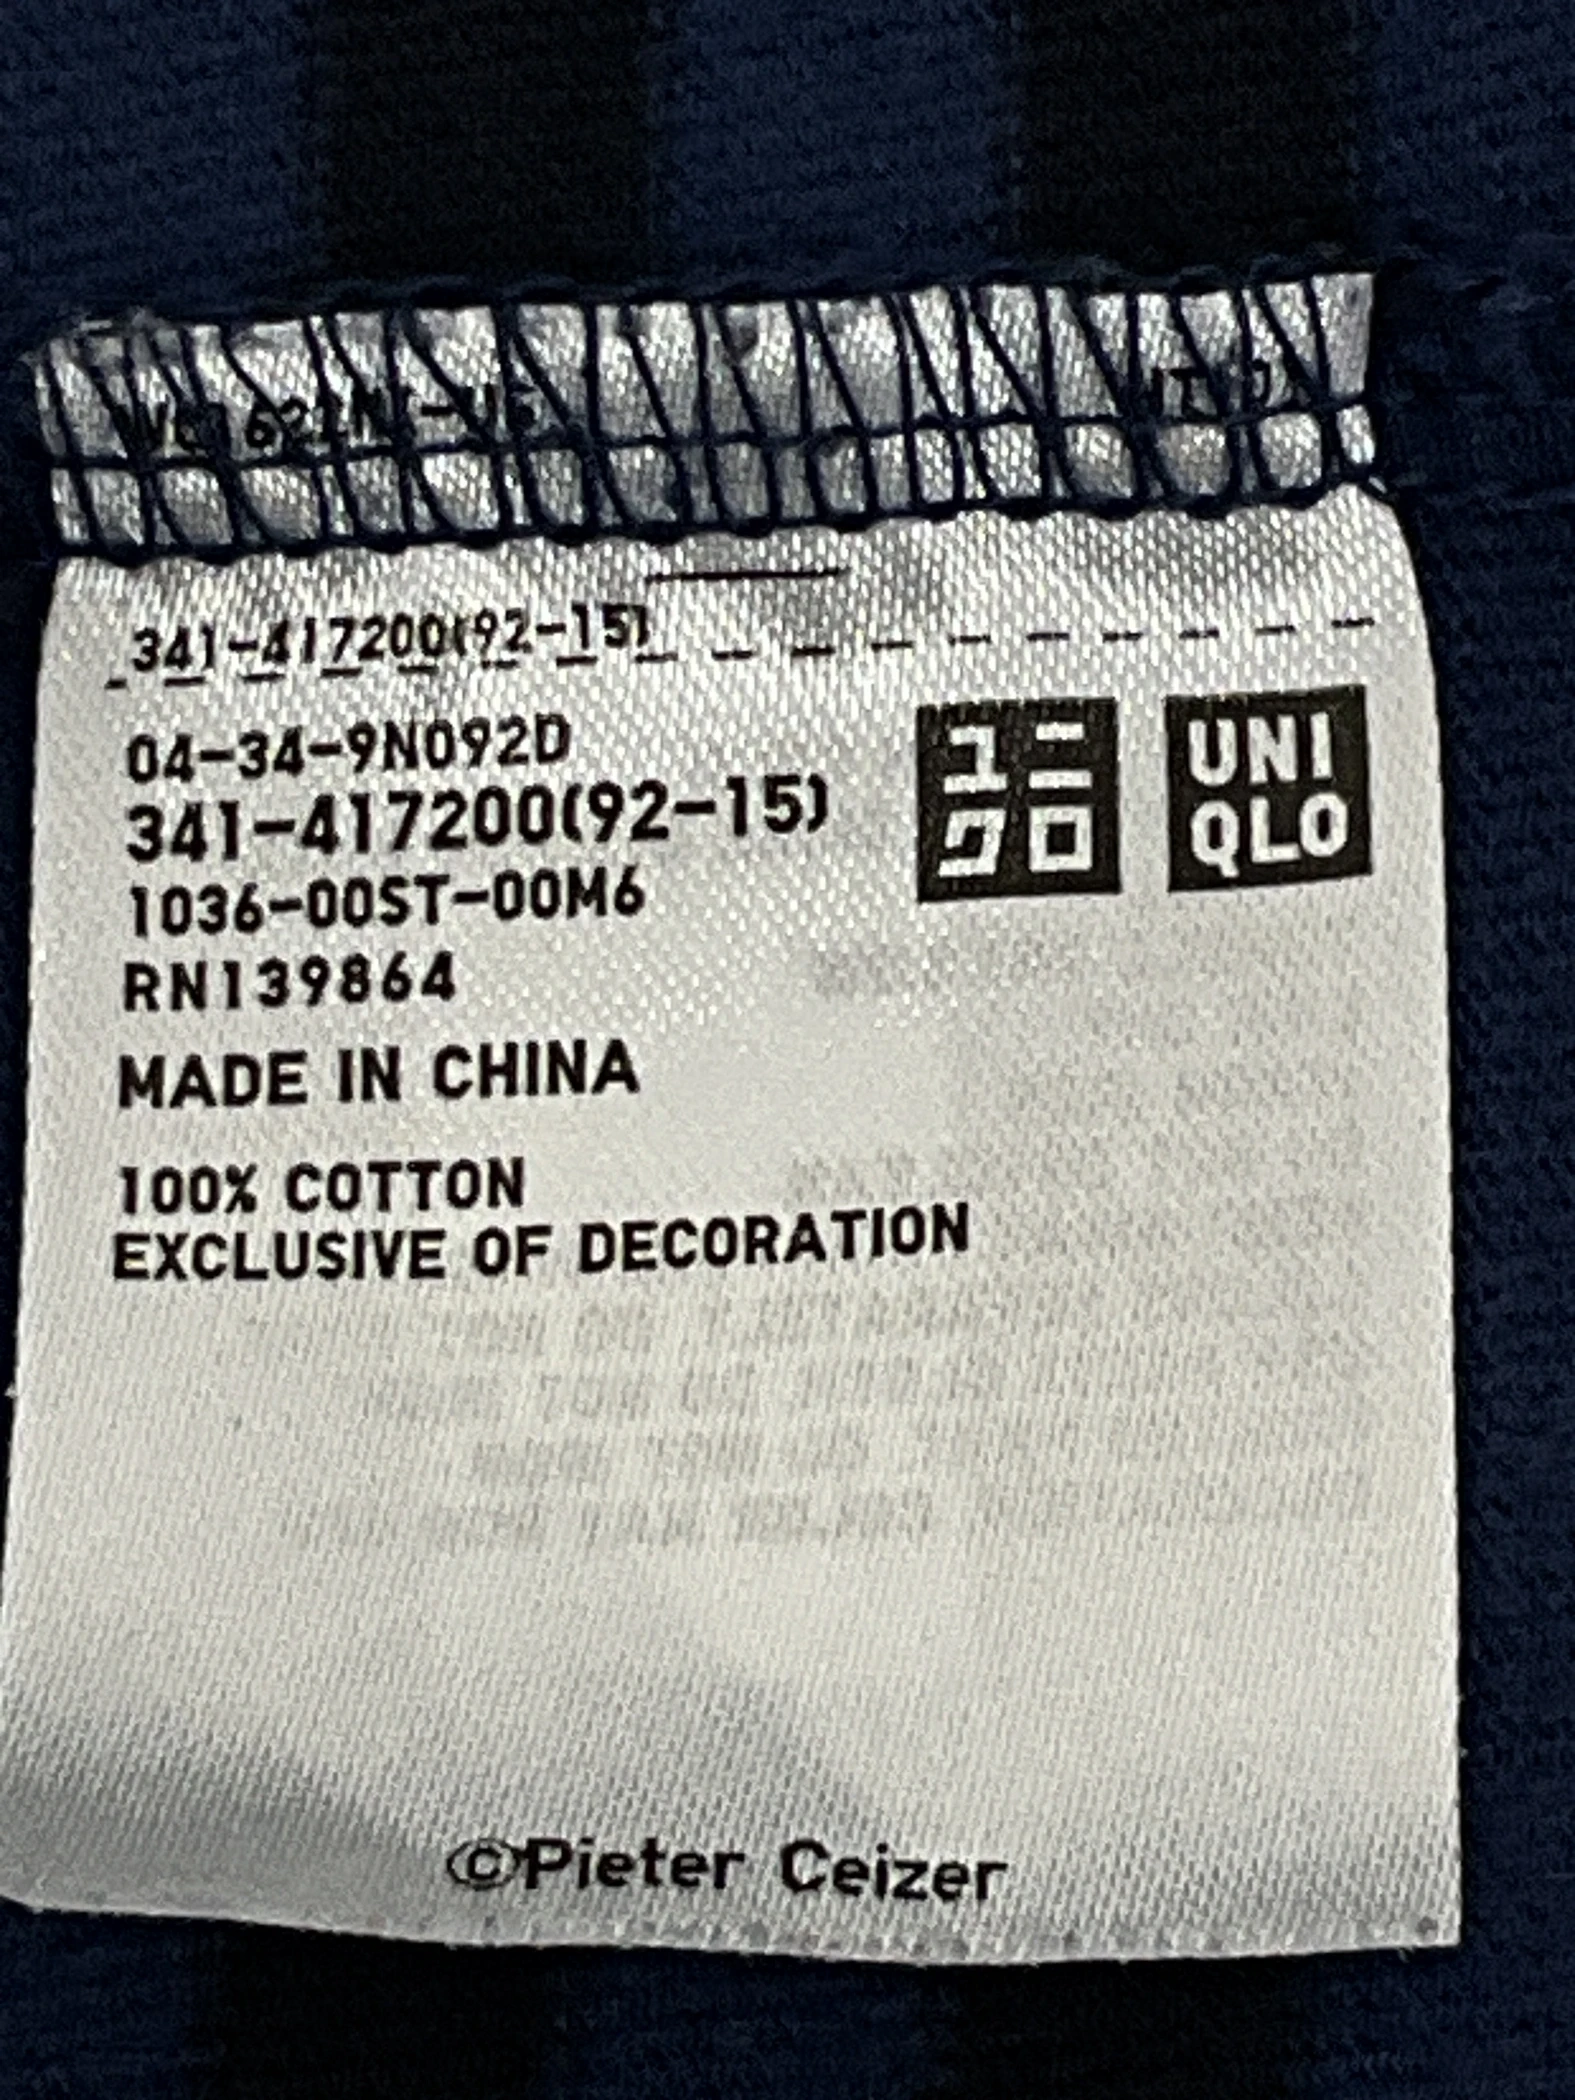 341-417200(92-15)
04-34-9N092D
341-417200(92-15)
1036-00ST-00M6
RN139864
ユニ
クロ
UNI
QLO
MADE IN CHINA
100% COTTON
EXCLUSIVE OF DECORATION
©Pieter Ceizer